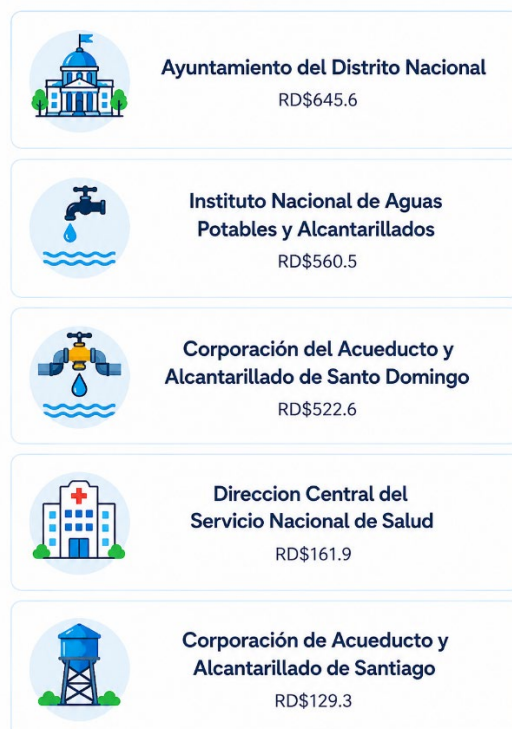 Ayuntamiento del Distrito Nacional
RD$645.6
Instituto Nacional de Aguas
Potables y Alcantarillados
RD$560.5
Corporación del Acueducto y
Alcantarillado de Santo Domingo
RD$522.6
Direccion Central del
Servicio Nacional de Salud
RD$161.9
Corporación de Acueducto y
Alcantarillado de Santiago
RD$129.3